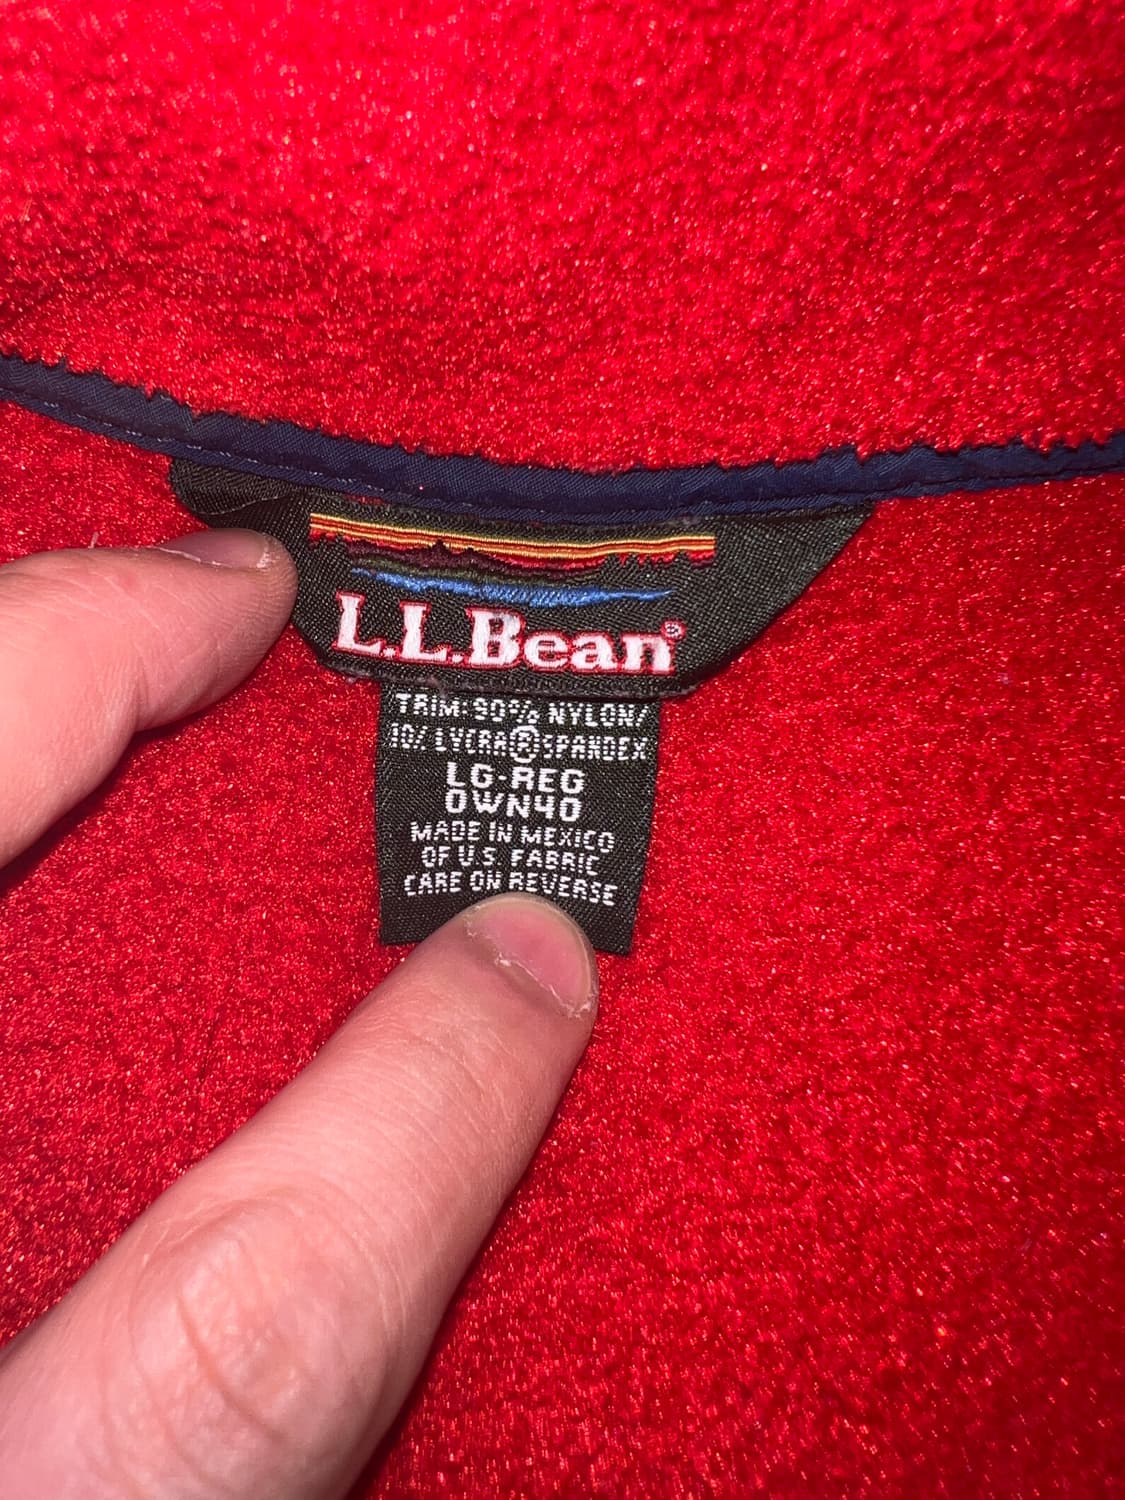 L.L.Bean®
TRIM: 90% NYLON/
10% LYCRA® SPANDEX
LG-REG
0WN40
MADE IN MEXICO
OF U.S. FABRIC
CARE ON REVERSE